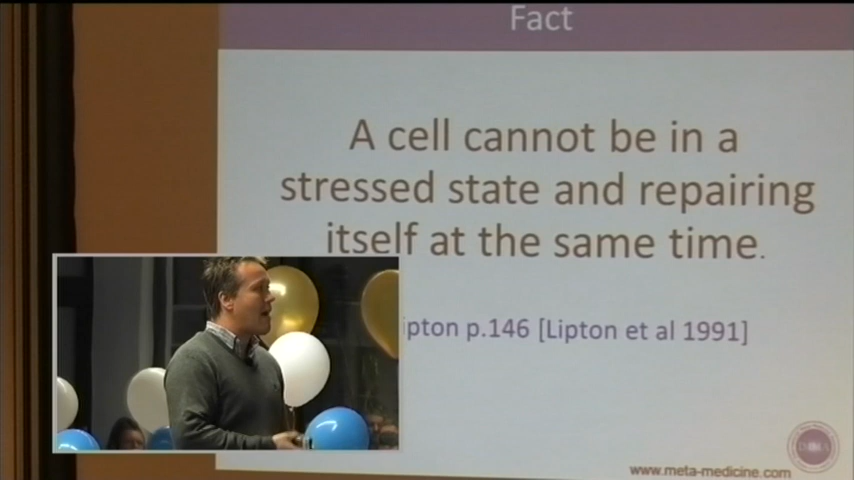 Fact
A cell cannot be in a
stressed state and repairing
itself at the same time.
ipton p.146 [Lipton et al 1991]
www.meta-medicine.com